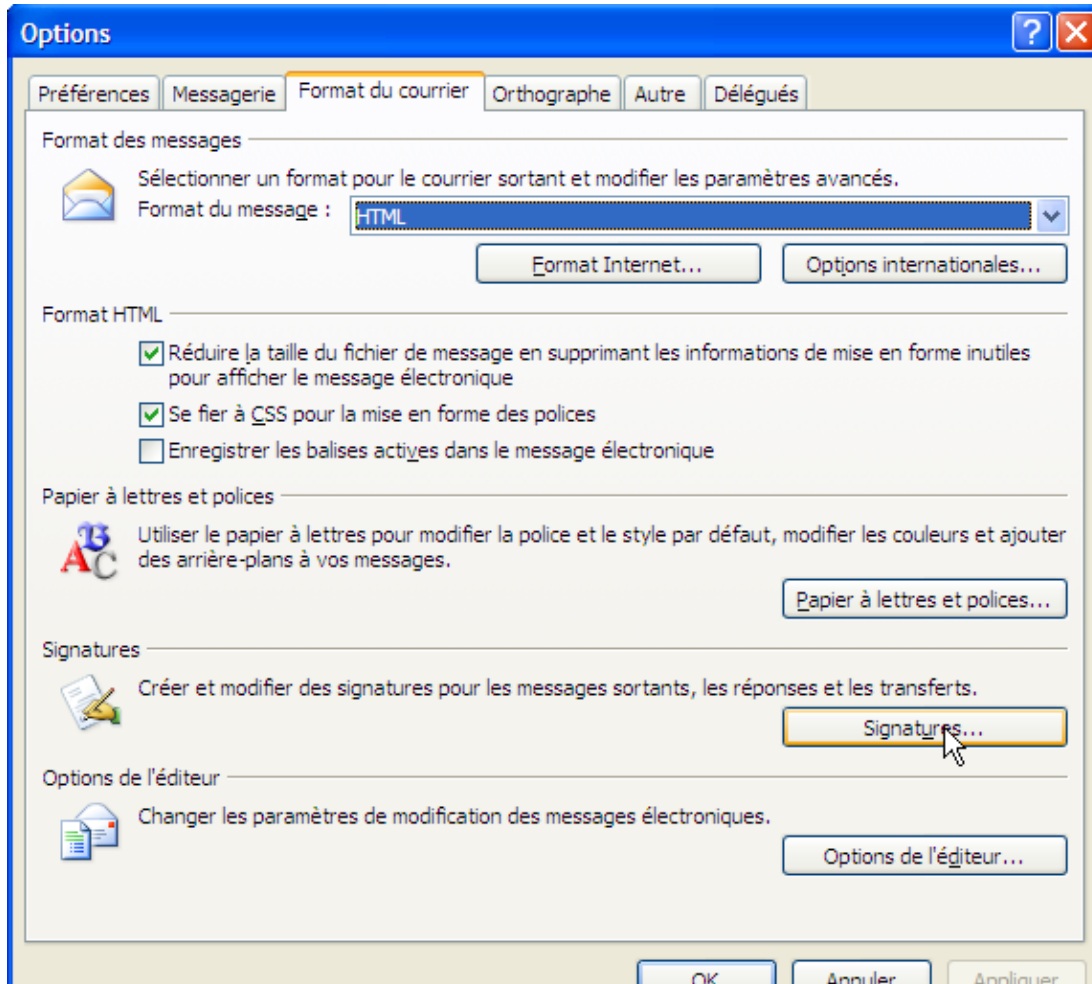 Options
Préférences Messagerie Format du courrier Orthographe Autre Délégués
Format des messages
Sélectionner un format pour le courrier sortant et modifier les paramètres avancés.
Format du message : HTML
Format Internet... Options internationales...
Format HTML
Réduire la taille du fichier de message en supprimant les informations de mise en forme inutiles
pour afficher le message électronique
Se fier à CSS pour la mise en forme des polices
Enregistrer les balises actives dans le message électronique
Papier à lettres et polices
Utiliser le papier à lettres pour modifier la police et le style par défaut, modifier les couleurs et ajouter
des arrière-plans à vos messages.
Papier à lettres et polices...
Signatures
Créer et modifier des signatures pour les messages sortants, les réponses et les transferts.
Signatures...
Options de l'éditeur
Changer les paramètres de modification des messages électroniques.
Options de l'éditeur...
OK Annuler Appliquer